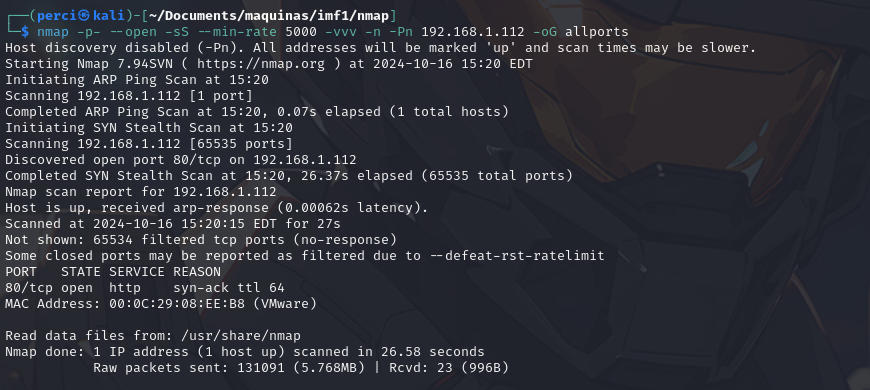 ┌──(perci㉿kali)-[~/Documents/maquinas/imf1/nmap]
└─$ nmap -p- --open -sS --min-rate 5000 -vvv -n -Pn 192.168.1.112 -oG allports
Host discovery disabled (-Pn). All addresses will be marked 'up' and scan times may be slower.
Starting Nmap 7.94SVN ( https://nmap.org ) at 2024-10-16 15:20 EDT
Initiating ARP Ping Scan at 15:20
Scanning 192.168.1.112 [1 port]
Completed ARP Ping Scan at 15:20, 0.07s elapsed (1 total hosts)
Initiating SYN Stealth Scan at 15:20
Scanning 192.168.1.112 [65535 ports]
Discovered open port 80/tcp on 192.168.1.112
Completed SYN Stealth Scan at 15:20, 26.37s elapsed (65535 total ports)
Nmap scan report for 192.168.1.112
Host is up, received arp-response (0.00062s latency).
Scanned at 2024-10-16 15:20:15 EDT for 27s
Not shown: 65534 filtered tcp ports (no-response)
Some closed ports may be reported as filtered due to --defeat-rst-ratelimit
PORT   STATE SERVICE REASON
80/tcp open  http    syn-ack ttl 64
MAC Address: 00:0C:29:08:EE:B8 (VMware)

Read data files from: /usr/share/nmap
Nmap done: 1 IP address (1 host up) scanned in 26.58 seconds
           Raw packets sent: 131091 (5.768MB) | Rcvd: 23 (996B)